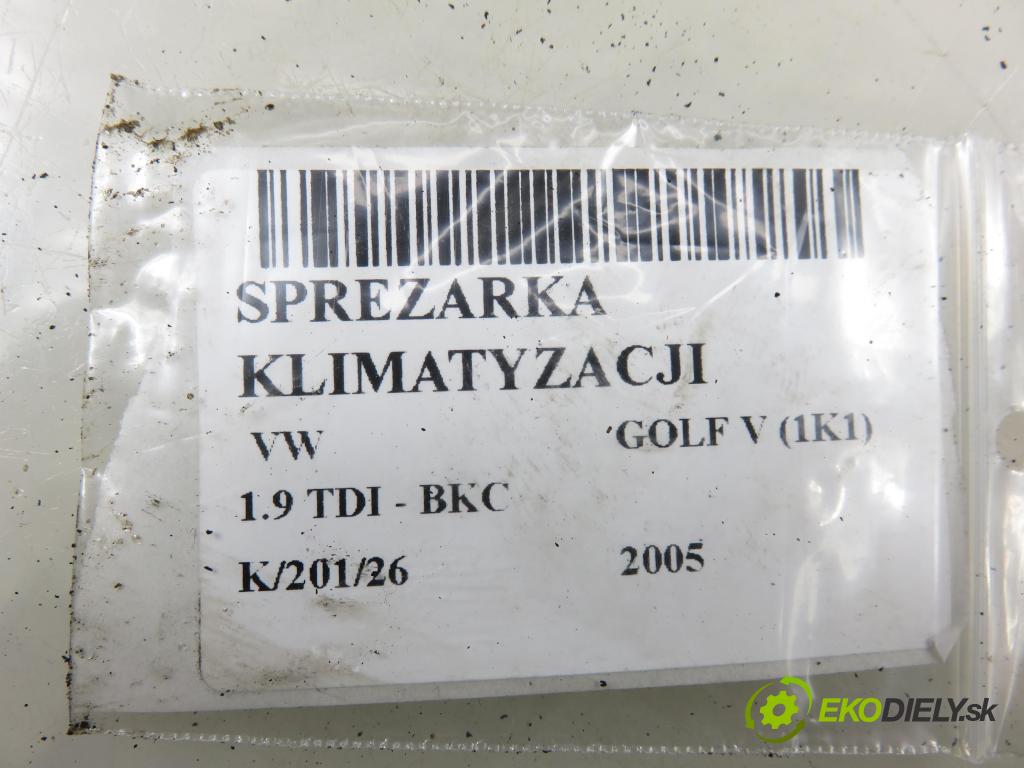 SPREZARKA
KLIMATYZACJI
VW GOLF V (1K1)
1.9 TDI - BKC
K/201/26 2005
EKODIELY.sk